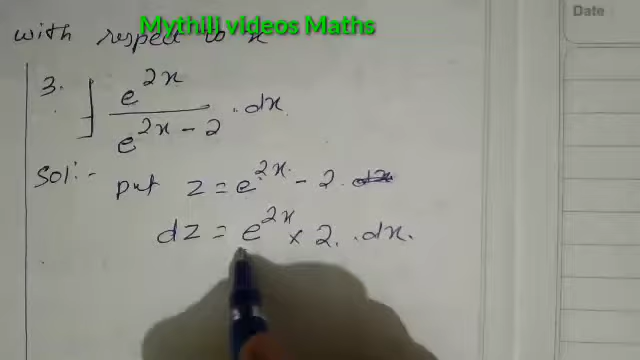 Mythili videos Maths
Date
with respect to x
3. ∫ e^{2x} / (e^{2x} - 2) . dx
Sol:- put z = e^{2x} - 2
dz = e^{2x} × 2 . dx.